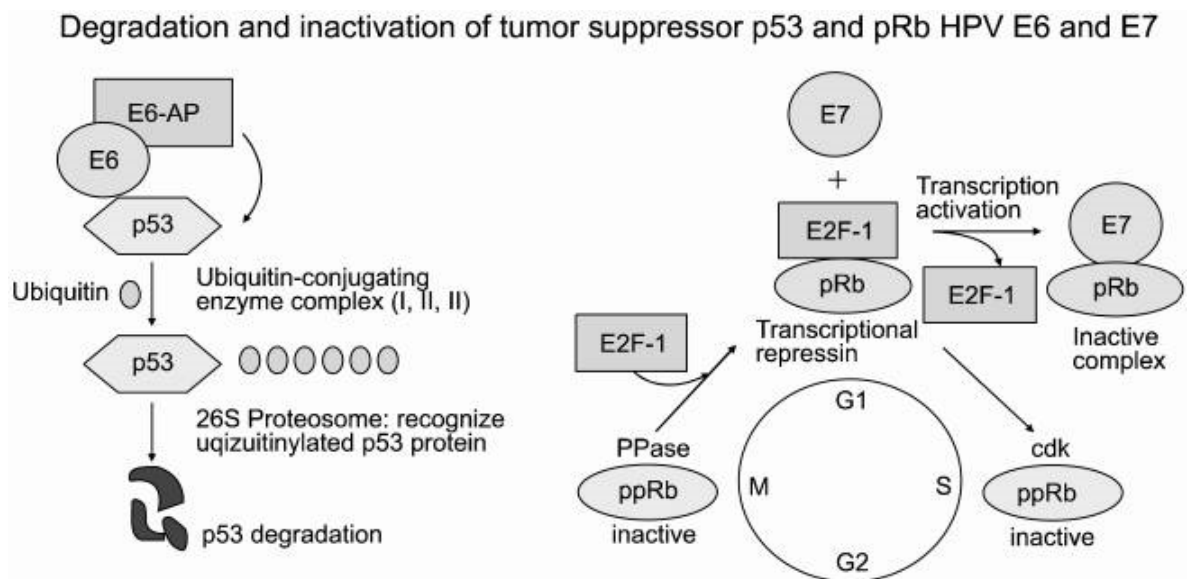 Degradation and inactivation of tumor suppressor p53 and pRb HPV E6 and E7
E6-AP
E6
p53
Ubiquitin
Ubiquitin-conjugating
enzyme complex (I, II, II)
p53
26S Proteosome: recognize
uqizuitinylated p53 protein
p53 degradation
E7
+
E2F-1
pRb
Transcriptional
repressin
Transcription
activation
E2F-1
E7
pRb
Inactive
complex
E2F-1
PPase
ppRb
inactive
G1
M
S
G2
cdk
ppRb
inactive